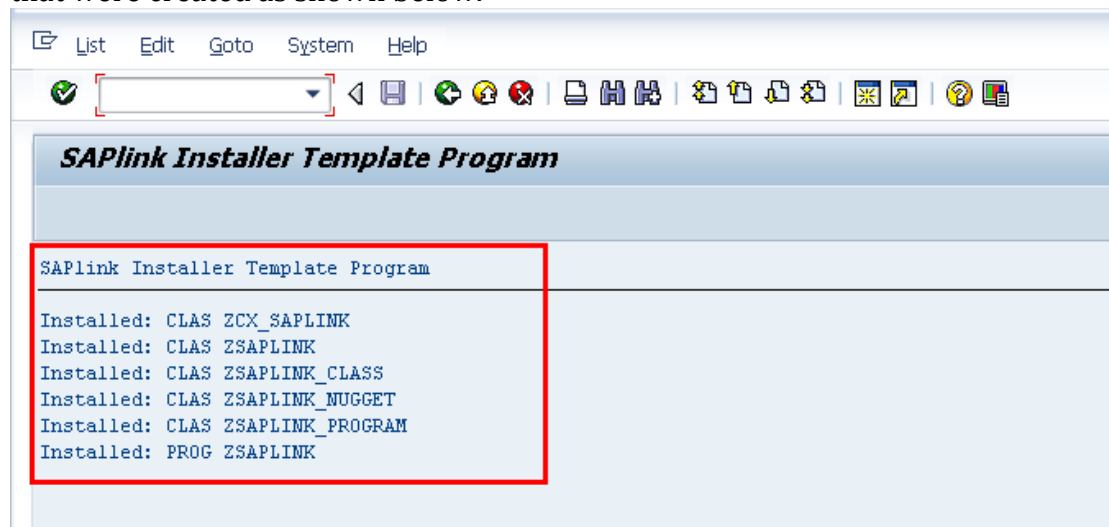 that were created as shown below.
List Edit Goto System Help
SAPlink Installer Template Program
SAPlink Installer Template Program
Installed: CLAS ZCX_SAPLINK
Installed: CLAS ZSAPLINK
Installed: CLAS ZSAPLINK_CLASS
Installed: CLAS ZSAPLINK_NUGGET
Installed: CLAS ZSAPLINK_PROGRAM
Installed: PROG ZSAPLINK